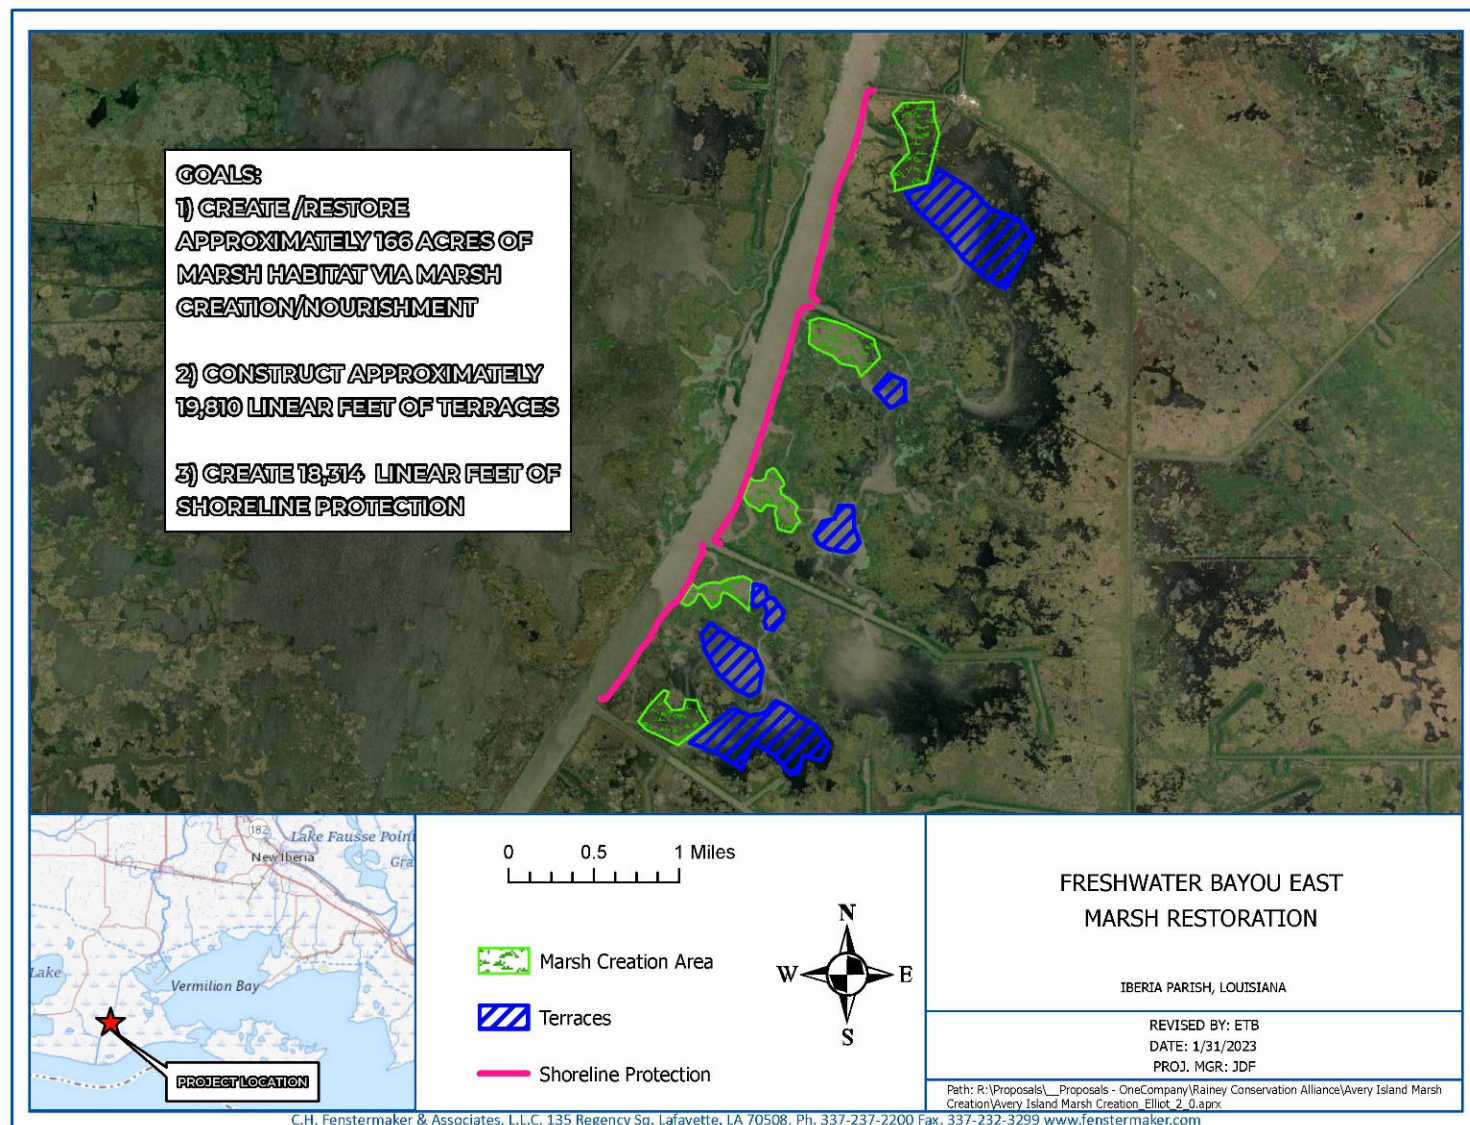 GOALS:
1) CREATE /RESTORE
APPROXIMATELY 166 ACRES OF
MARSH HABITAT VIA MARSH
CREATION/NOURISHMENT
2) CONSTRUCT APPROXIMATELY
19,810 LINEAR FEET OF TERRACES
3) CREATE 18,314 LINEAR FEET OF
SHORELINE PROTECTION
182
Lake Fausse Point
New Iberia
Gra
Lake
Vermilion Bay
PROJECT LOCATION
0 0.5 1 Miles
Marsh Creation Area
Terraces
Shoreline Protection
N
W E
S
FRESHWATER BAYOU EAST
MARSH RESTORATION
IBERIA PARISH, LOUISIANA
REVISED BY: ETB
DATE: 1/31/2023
PROJ. MGR: JDF
Path: R:\Proposals\__Proposals - OneCompany\Rainey Conservation Alliance\Avery Island Marsh
Creation\Avery Island Marsh Creation_Elliot_2_0.aprx
C.H. Fenstermaker & Associates, L.L.C. 135 Regency Sq. Lafayette, LA 70508, Ph. 337-237-2200 Fax. 337-232-3299 www.fenstermaker.com